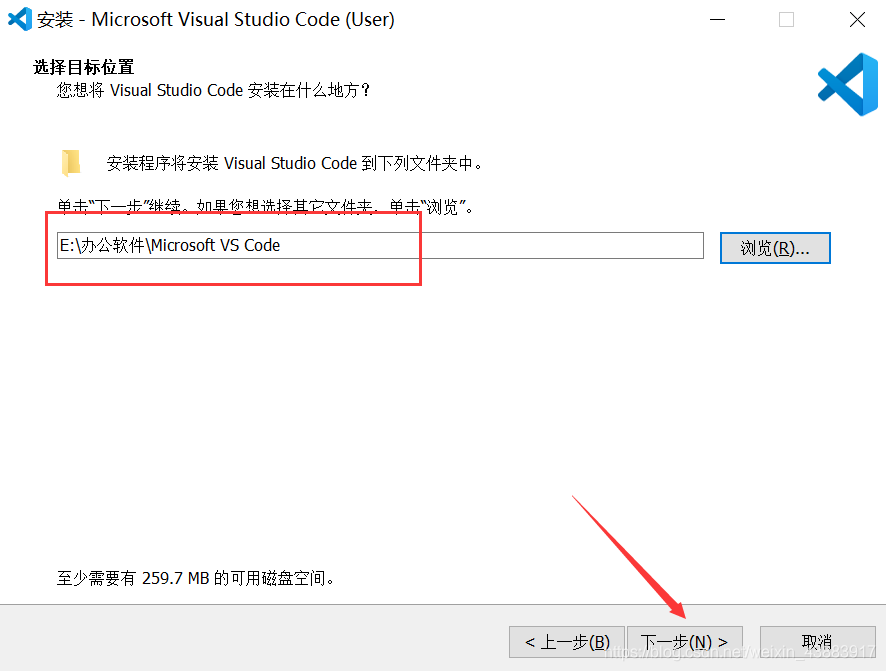 安装 - Microsoft Visual Studio Code (User)
选择目标位置
您想将 Visual Studio Code 安装在什么地方？
安装程序将安装 Visual Studio Code 到下列文件夹中。
单击“下一步”继续。如果您想选择其它文件夹，单击“浏览”。
E:\办公软件\Microsoft VS Code
浏览(R)...
至少需要有 259.7 MB 的可用磁盘空间。
< 上一步(B)
下一步(N) >
取消
https://blog.csdn.net/weixin_43883917